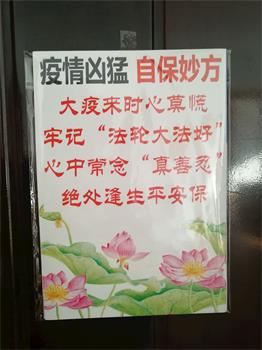 疫情凶猛 自保妙方
大疫来时心莫慌
牢记“法轮大法好”
心中常念“真善忍”
绝处逢生平安保